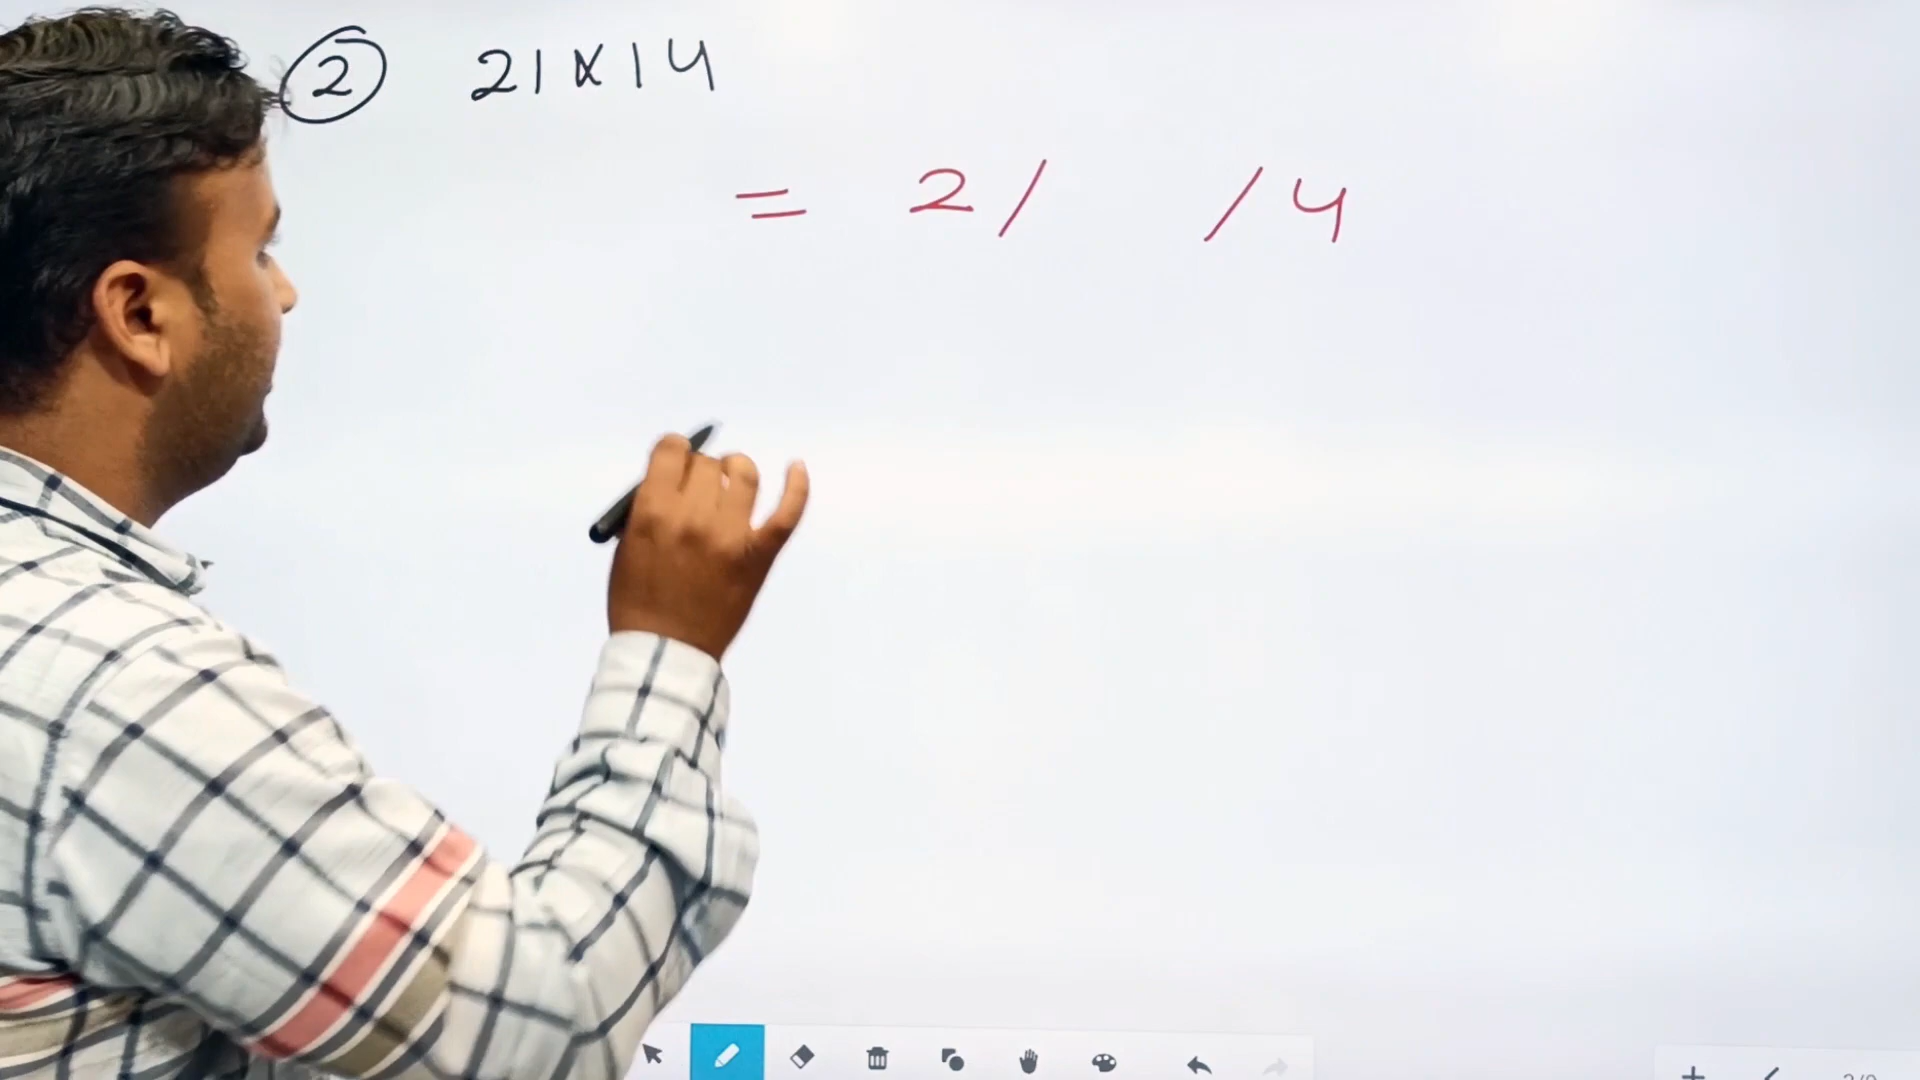 ② 21×14
= 2/ /4